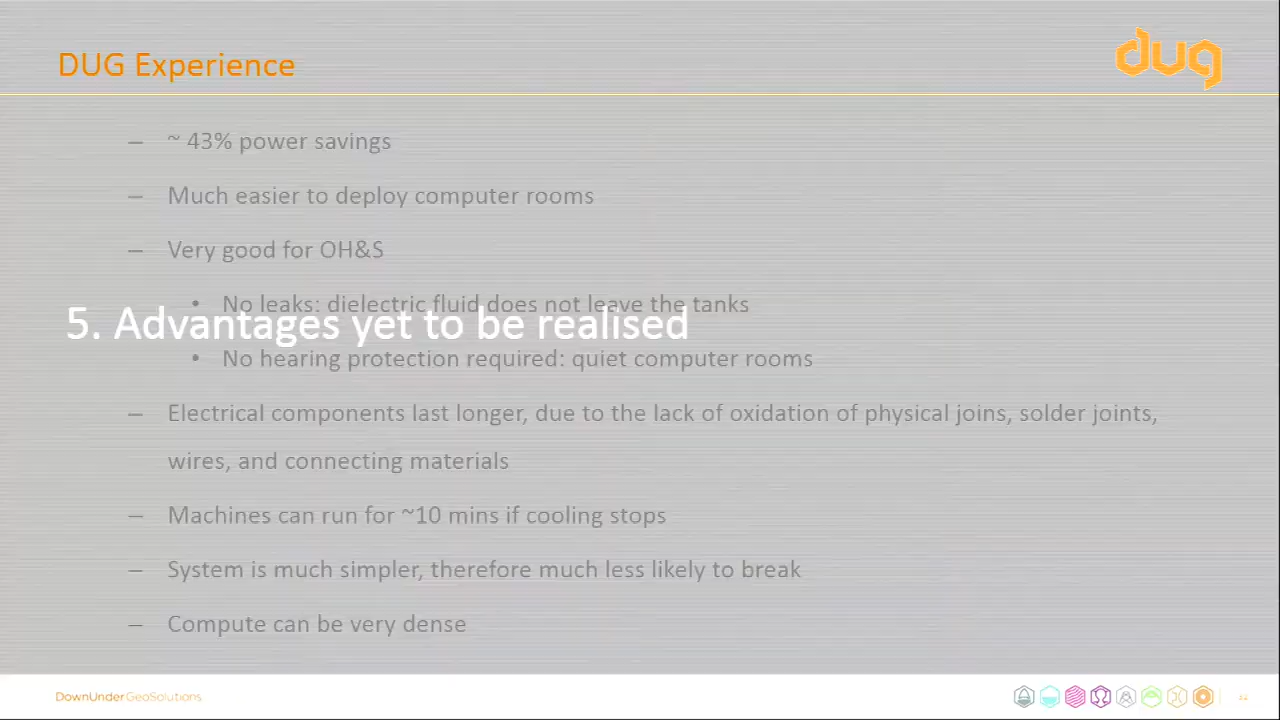 DUG Experience
dug
– ~ 43% power savings
– Much easier to deploy computer rooms
– Very good for OH&S
• No leaks: dielectric fluid does not leave the tanks
5. Advantages yet to be realised
• No hearing protection required: quiet computer rooms
– Electrical components last longer, due to the lack of oxidation of physical joins, solder joints,
wires, and connecting materials
– Machines can run for ~10 mins if cooling stops
– System is much simpler, therefore much less likely to break
– Compute can be very dense
DownUnder GeoSolutions